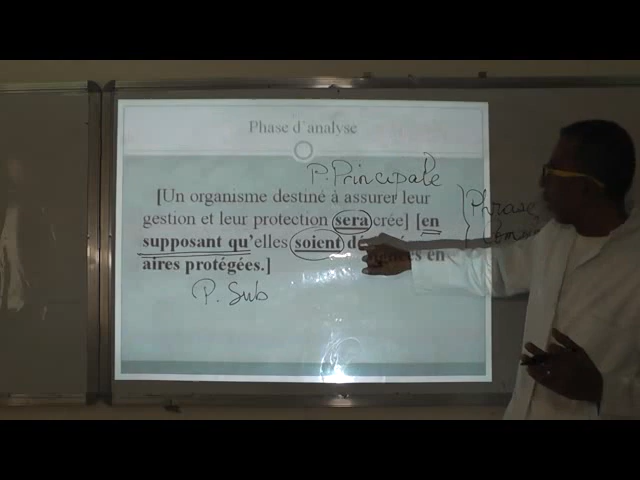 Phase d'analyse
P. Principale
[Un organisme destiné à assurer leur
gestion et leur protection sera crée] [en
supposant qu'elles soient
en
aires protégées.]
P. Sub
Phrase